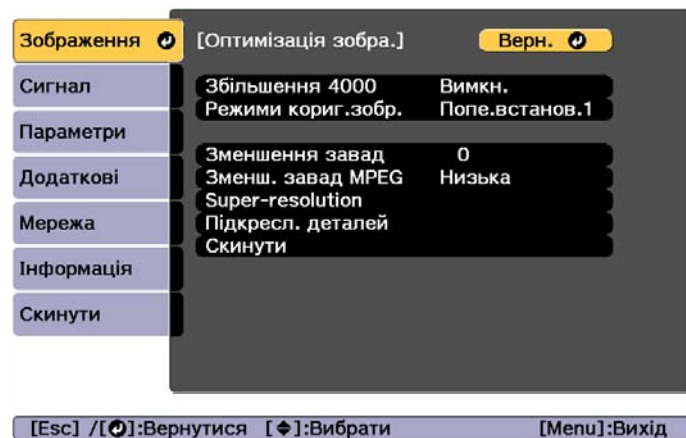 Зображення
Сигнал
Параметри
Додаткові
Мережа
Інформація
Скинути
[Оптимізація зобра.]
Верн.
Збільшення 4000 Вимкн.
Режими кориг.зобр. Попе.встанов.1
Зменшення завад 0
Зменш. завад MPEG Низька
Super-resolution
Підкресл. деталей
Скинути
[Esc] /[]:Вернутися []:Вибрати [Menu]:Вихід